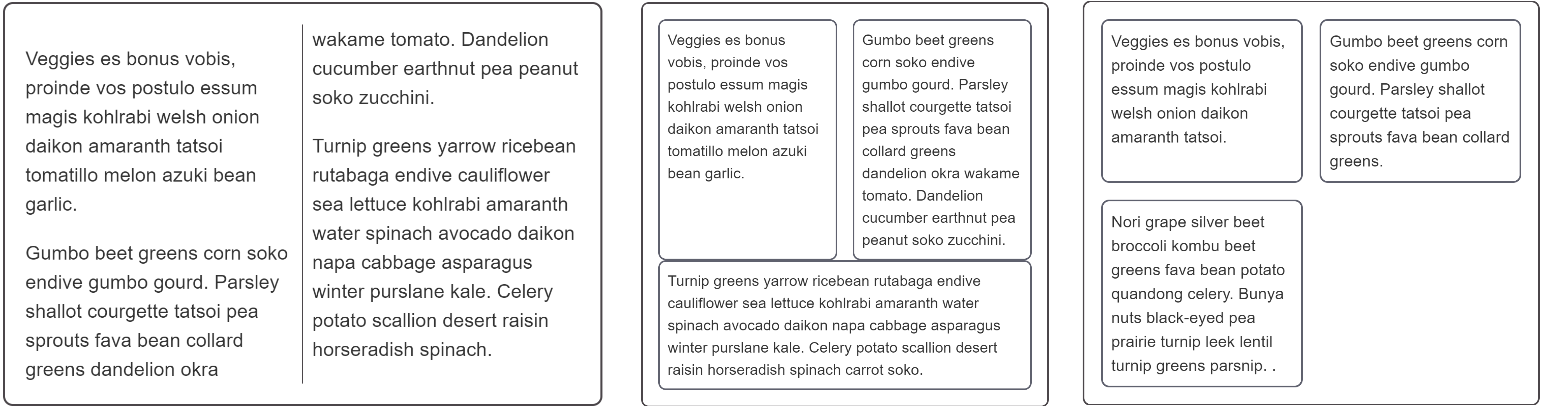 Veggies es bonus vobis,
proinde vos postulo essum
magis kohlrabi welsh onion
daikon amaranth tatsoi
tomatillo melon azuki bean
garlic.
Gumbo beet greens corn soko
endive gumbo gourd. Parsley
shallot courgette tatsoi pea
sprouts fava bean collard
greens dandelion okra
wakame tomato. Dandelion
cucumber earthnut pea peanut
soko zucchini.
Turnip greens yarrow ricebean
rutabaga endive cauliflower
sea lettuce kohlrabi amaranth
water spinach avocado daikon
napa cabbage asparagus
winter purslane kale. Celery
potato scallion desert raisin
horseradish spinach.
Veggies es bonus
vobis, proinde vos
postulo essum magis
kohlrabi welsh onion
daikon amaranth tatsoi
tomatillo melon azuki
bean garlic.
Gumbo beet greens
corn soko endive
gumbo gourd. Parsley
shallot courgette tatsoi
pea sprouts fava bean
collard greens
dandelion okra wakame
tomato. Dandelion
cucumber earthnut pea
peanut soko zucchini.
Turnip greens yarrow ricebean rutabaga endive
cauliflower sea lettuce kohlrabi amaranth water
spinach avocado daikon napa cabbage asparagus
winter purslane kale. Celery potato scallion desert
raisin horseradish spinach carrot soko.
Veggies es bonus vobis,
proinde vos postulo
essum magis kohlrabi
welsh onion daikon
amaranth tatsoi.
Gumbo beet greens corn
soko endive gumbo
gourd. Parsley shallot
courgette tatsoi pea
sprouts fava bean collard
greens.
Nori grape silver beet
broccoli kombu beet
greens fava bean potato
quandong celery. Bunya
nuts black-eyed pea
prairie turnip leek lentil
turnip greens parsnip. .